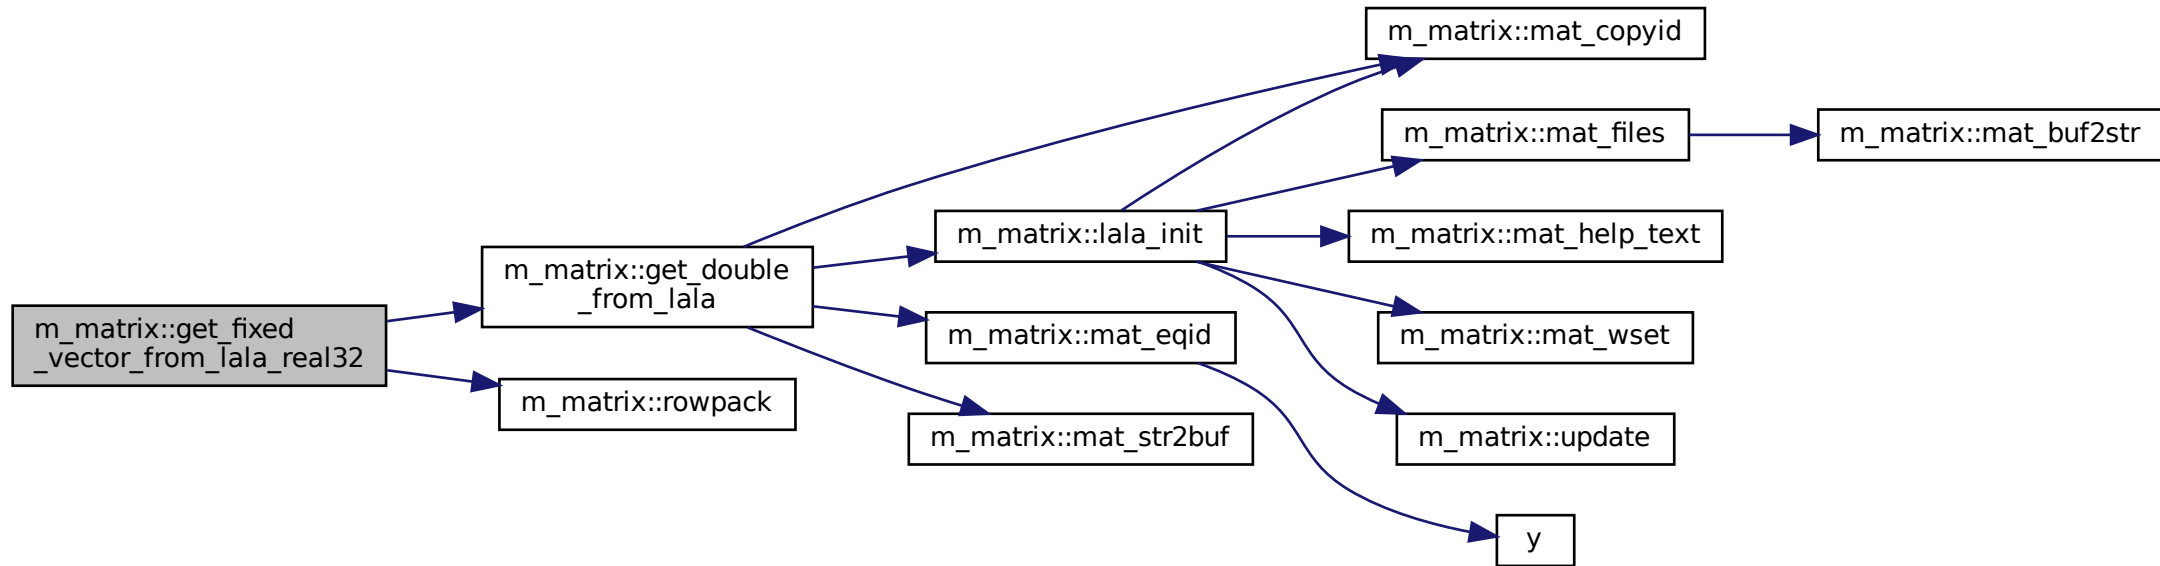 m_matrix::mat_copyid
m_matrix::mat_files
m_matrix::mat_buf2str
m_matrix::lala_init
m_matrix::mat_help_text
m_matrix::get_double
_from_lala
m_matrix::get_fixed
_vector_from_lala_real32
m_matrix::mat_eqid
m_matrix::mat_wset
m_matrix::rowpack
m_matrix::mat_str2buf
m_matrix::update
y